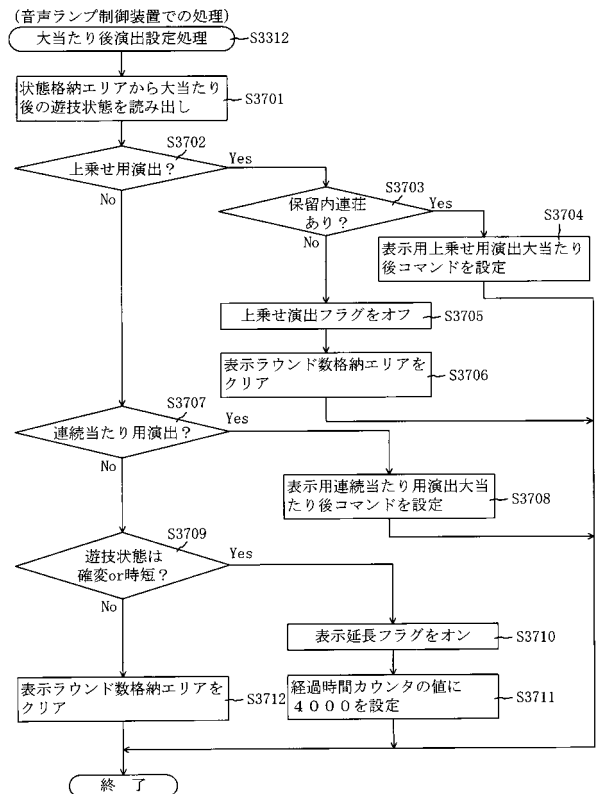 (音声ランプ制御装置での処理)
大当たり後演出設定処理
S3312
状態格納エリアから大当たり
後の遊技状態を読み出し
S3701
S3702
上乗せ用演出？
Yes
No
S3703
保留内連荘
あり？
Yes
No
S3704
表示用上乗せ用演出大当たり
後コマンドを設定
上乗せ演出フラグをオフ
S3705
表示ラウンド数格納エリアを
クリア
S3706
S3707
連続当たり用演出？
Yes
No
表示用連続当たり用演出大当
たり後コマンドを設定
S3708
S3709
遊技状態は
確変or時短？
Yes
No
表示延長フラグをオン
S3710
表示ラウンド数格納エリアを
クリア
S3712
経過時間カウンタの値に
４０００を設定
S3711
終 了